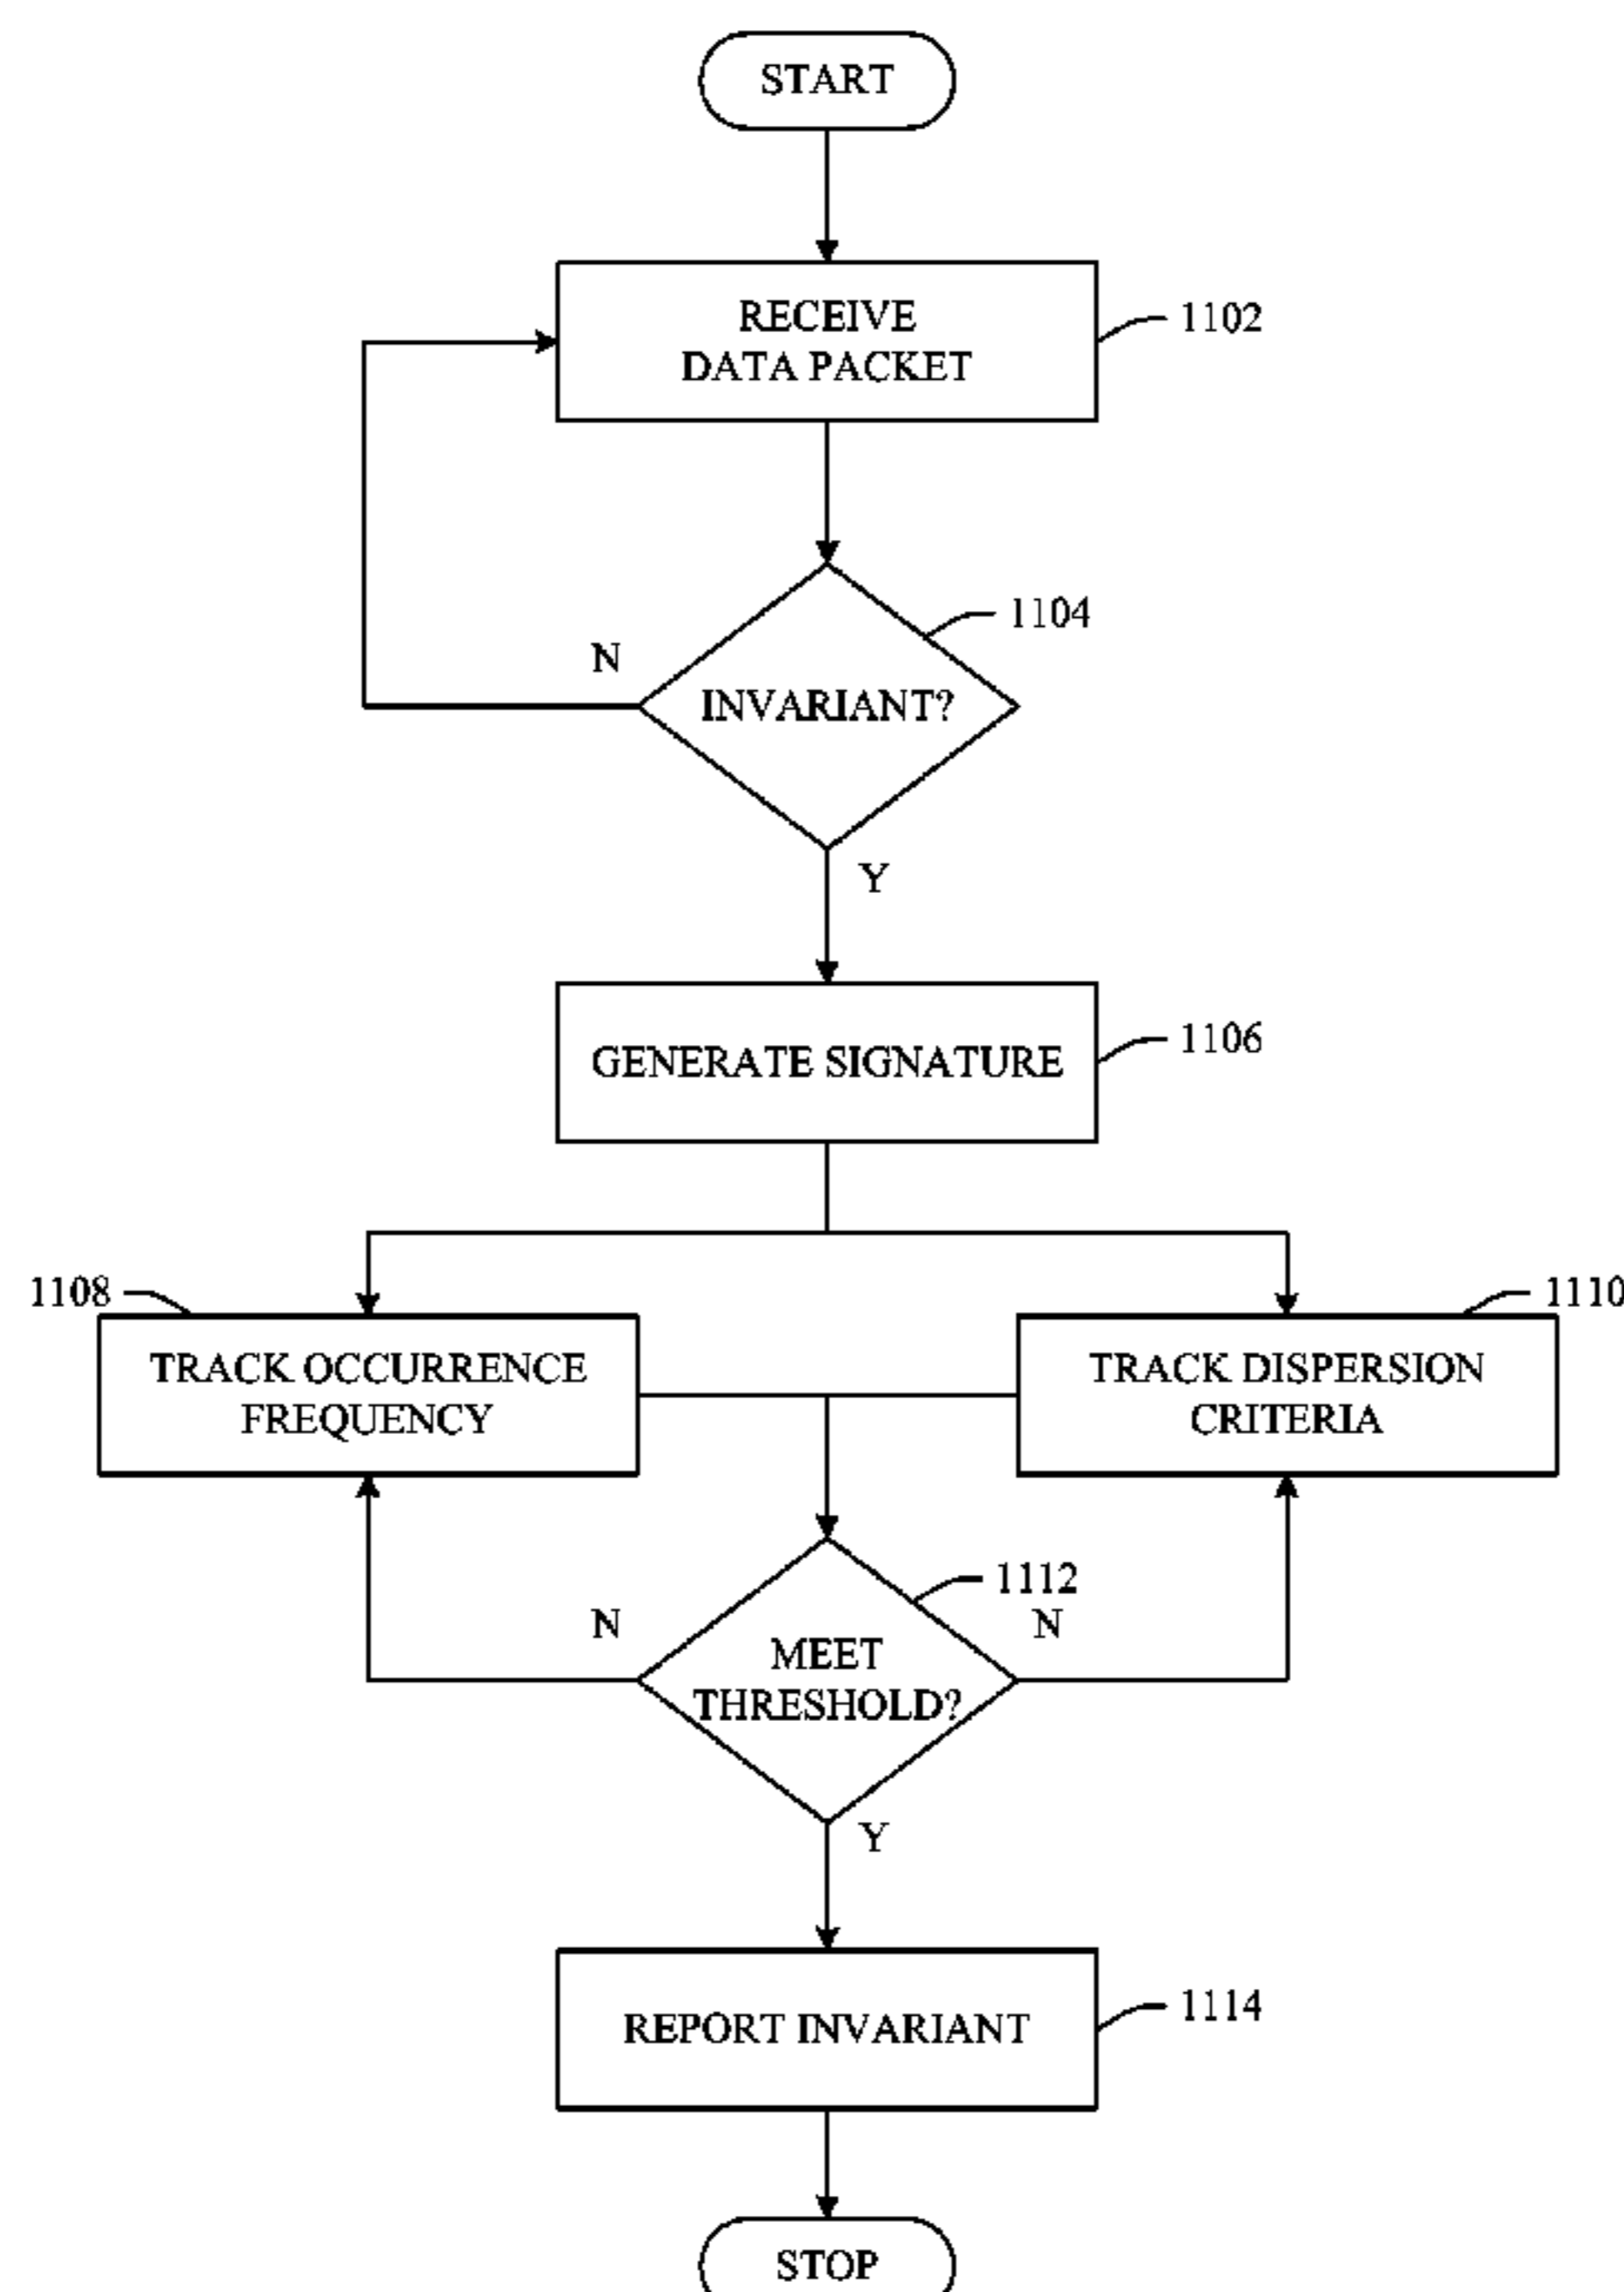 START
RECEIVE
DATA PACKET
1102
1104
N
INVARIANT?
Y
GENERATE SIGNATURE
1106
1108
1110
TRACK OCCURRENCE
FREQUENCY
TRACK DISPERSION
CRITERIA
1112
N
N
MEET
THRESHOLD?
Y
REPORT INVARIANT
1114
STOP